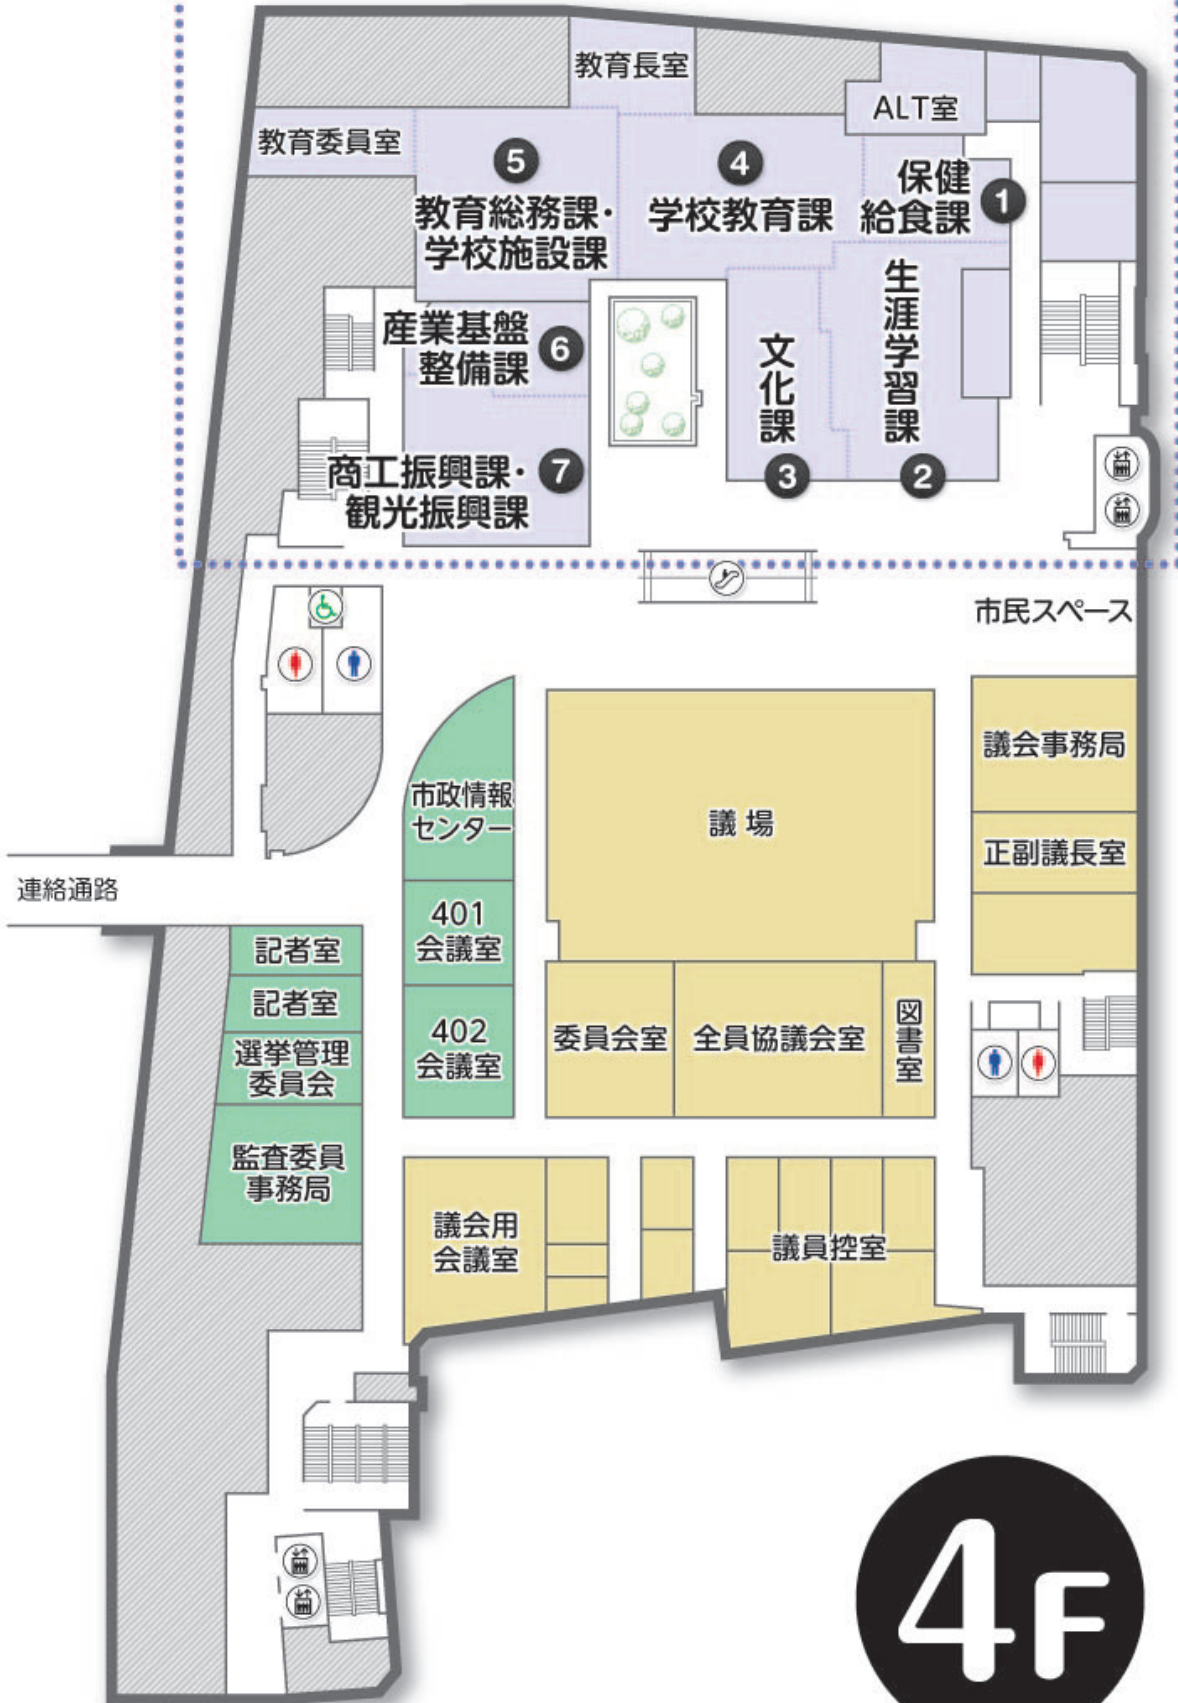 教育長室
ALT室
教育委員室
5
教育総務課・
学校施設課
4
学校教育課
保健
給食課
1
産業基盤
整備課
6
商工振興課・
観光振興課
7
文化課
3
生涯学習課
2
市民スペース
市政情報
センター
議場
議会事務局
正副議長室
連絡通路
401
会議室
記者室
記者室
選挙管理
委員会
402
会議室
委員会室
全員協議会室
図書室
監査委員
事務局
議会用
会議室
議員控室
4F